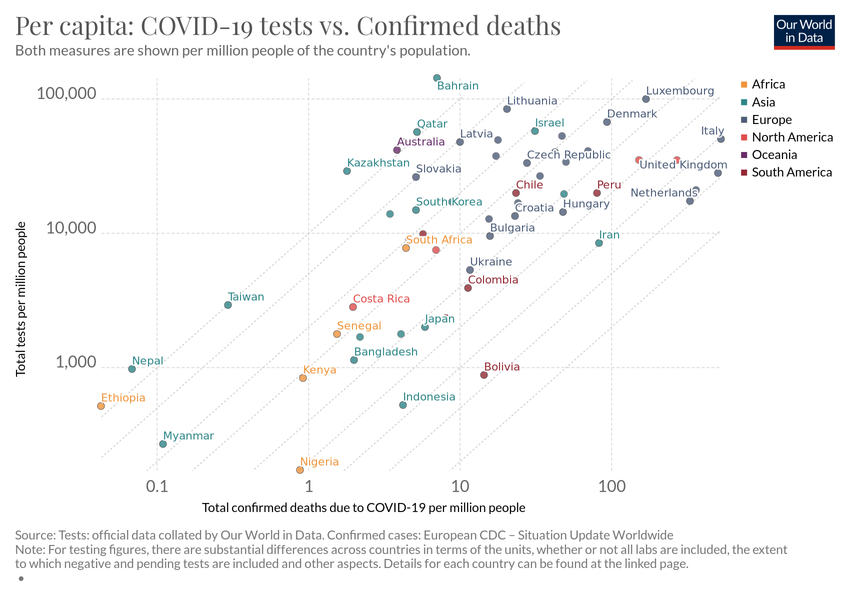 Per capita: COVID-19 tests vs. Confirmed deaths
Both measures are shown per million people of the country's population.
Our World
in Data
Africa
Asia
Europe
North America
Oceania
South America
Total tests per million people
100,000
10,000
1,000
Bahrain
Luxembourg
Lithuania
Denmark
Qatar
Israel
Italy
Australia
Latvia
Czech Republic
Kazakhstan
Slovakia
United Kingdom
Chile
Peru
Netherlands
South Korea
Croatia
Hungary
South Africa
Bulgaria
Iran
Ukraine
Colombia
Taiwan
Costa Rica
Senegal
Japan
Bangladesh
Nepal
Kenya
Bolivia
Ethiopia
Indonesia
Myanmar
Nigeria
0.1
1
10
100
Total confirmed deaths due to COVID-19 per million people
Source: Tests: official data collated by Our World in Data. Confirmed cases: European CDC – Situation Update Worldwide
Note: For testing figures, there are substantial differences across countries in terms of the units, whether or not all labs are included, the extent
to which negative and pending tests are included and other aspects. Details for each country can be found at the linked page.
•